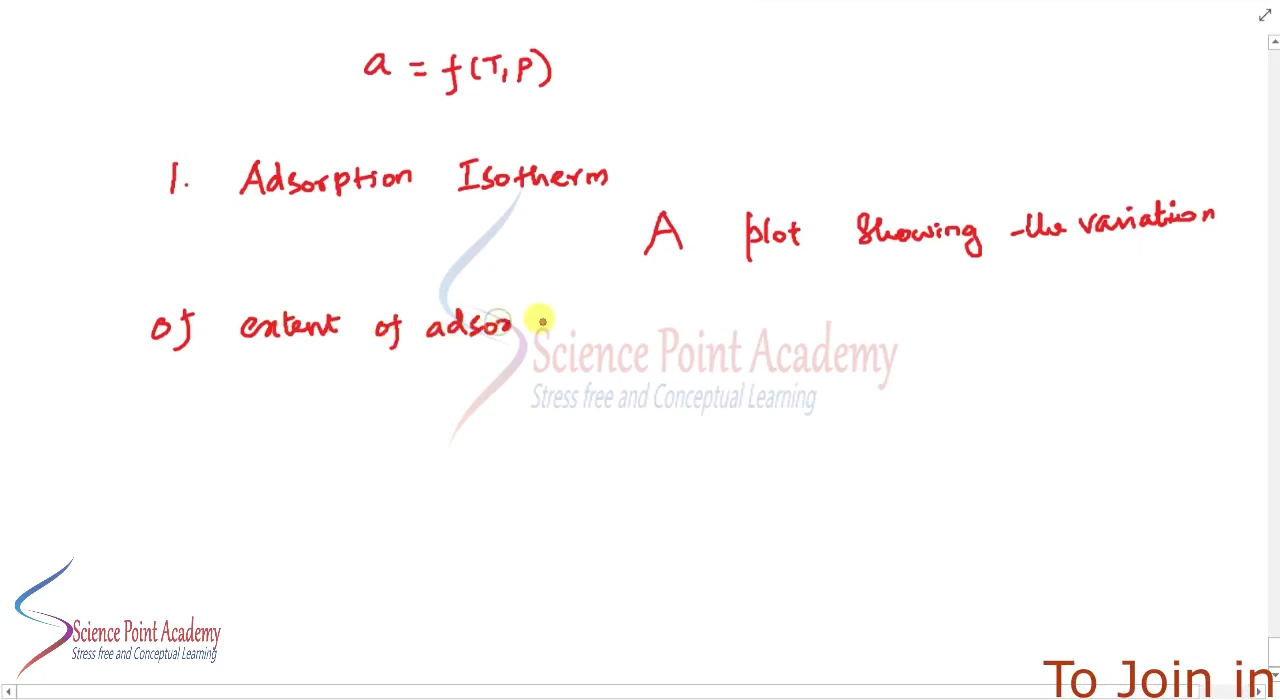 a = f(T, P)
1. Adsorption Isotherm
A plot showing the variation
of extent of adsor
Science Point Academy
Stress free and Conceptual Learning
Science Point Academy
Stress free and Conceptual Learning
To Join in